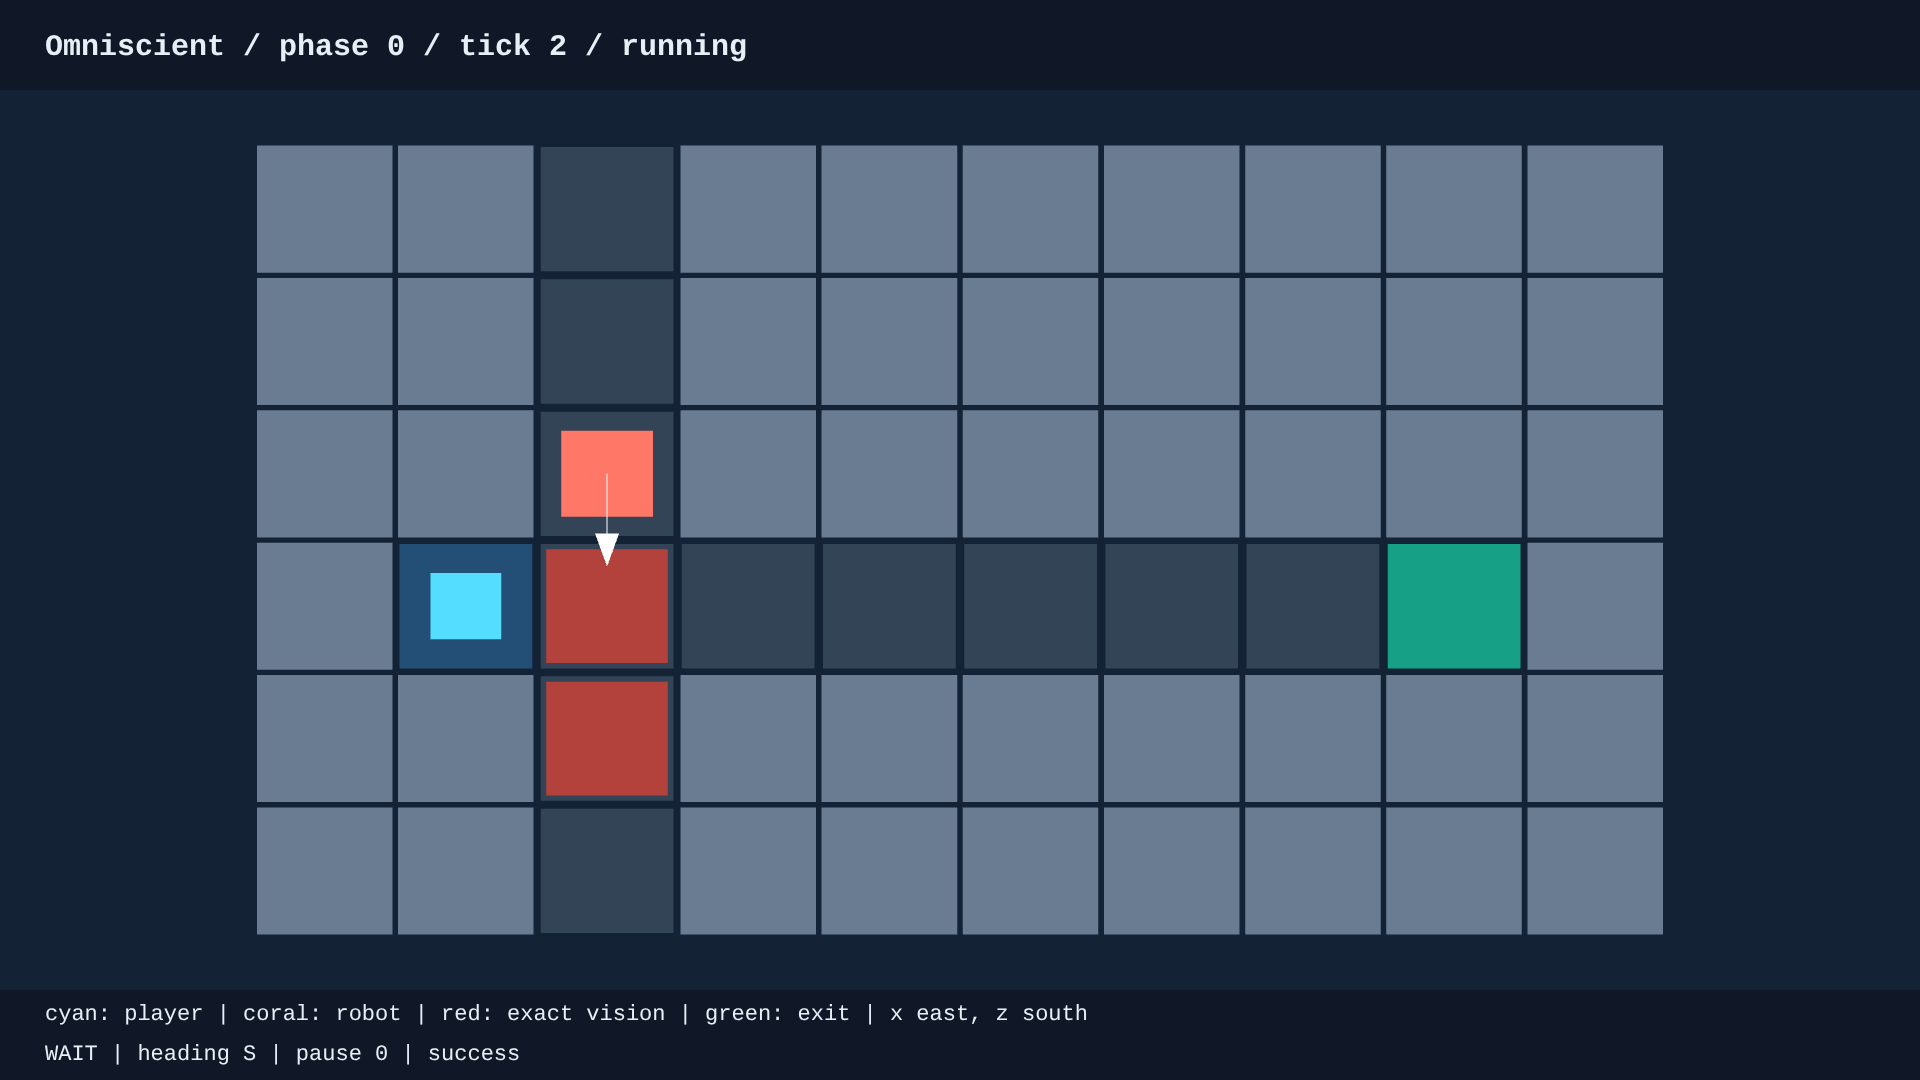 Omniscient / phase 0 / tick 2 / running
cyan: player | coral: robot | red: exact vision | green: exit | x east, z south
WAIT | heading S | pause 0 | success